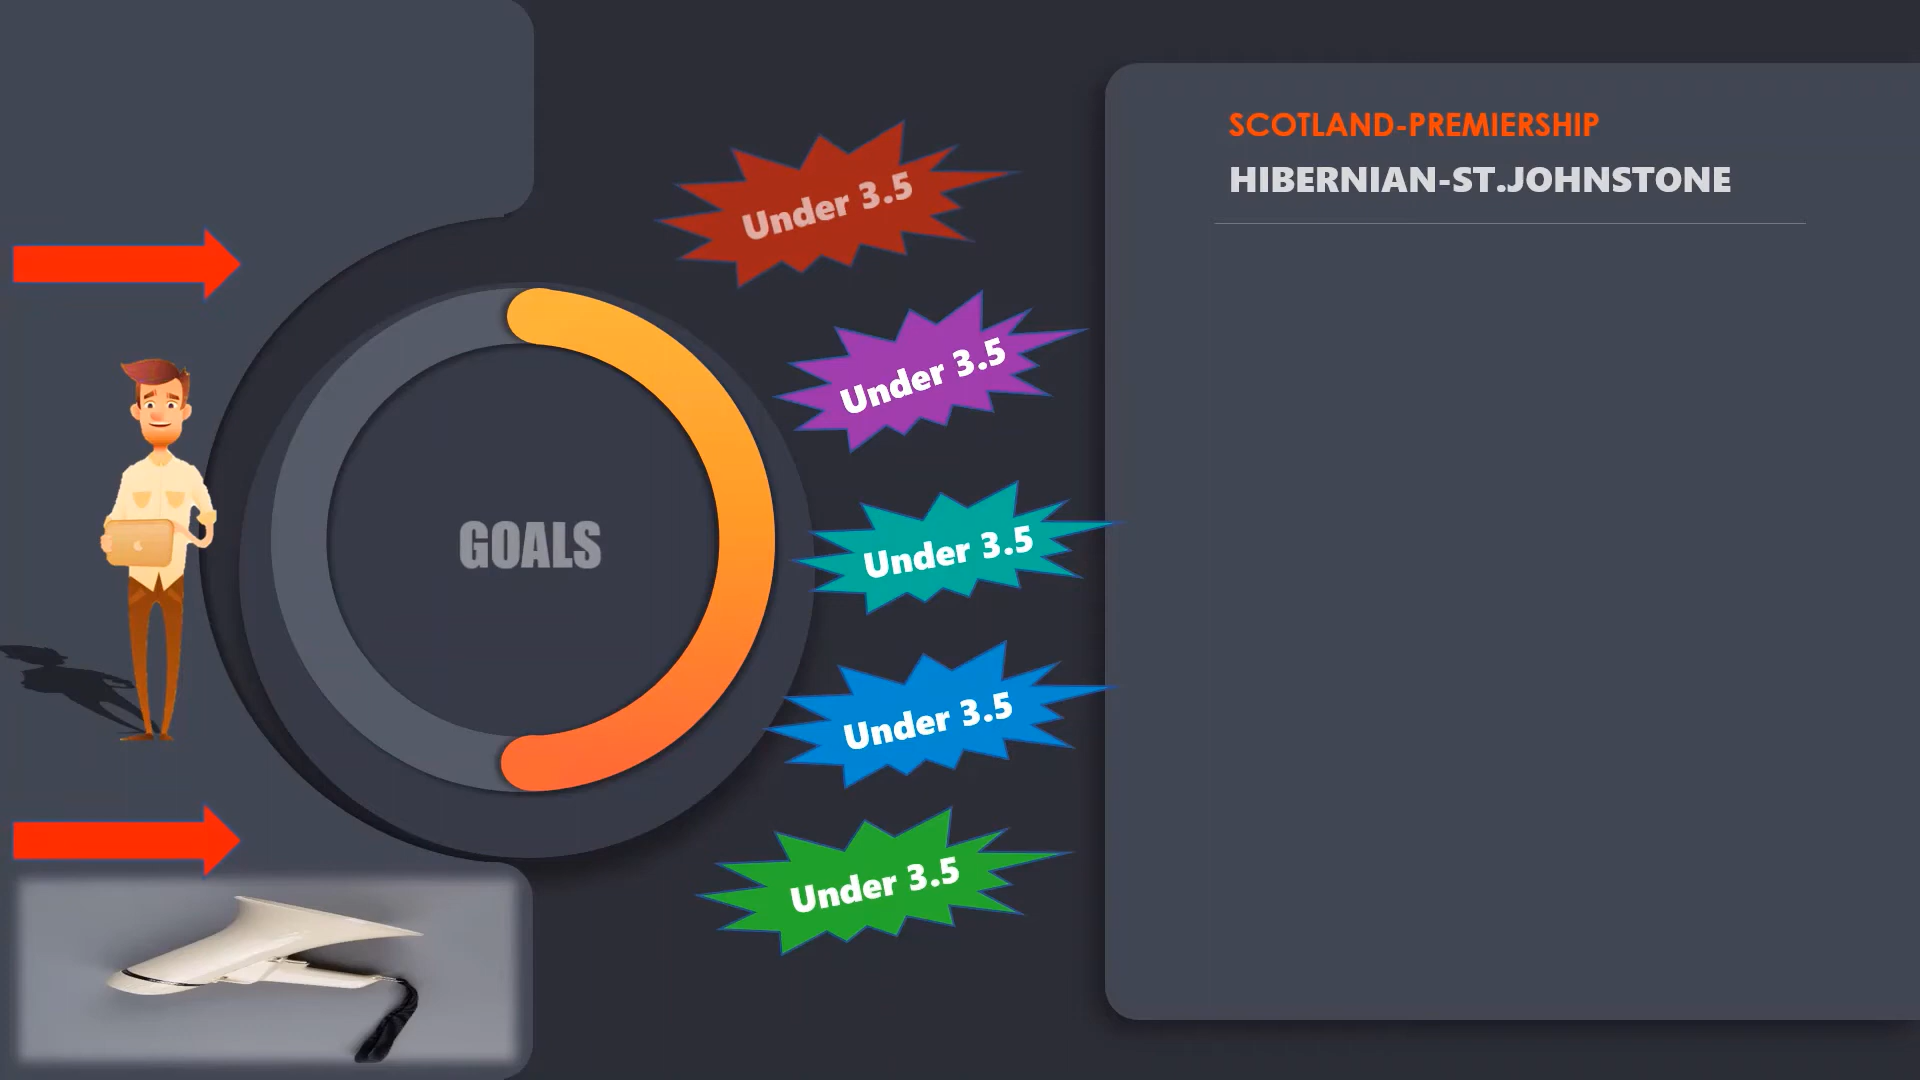 SCOTLAND-PREMIERSHIP
HIBERNIAN-ST.JOHNSTONE
GOALS
Under 3.5
Under 3.5
Under 3.5
Under 3.5
Under 3.5